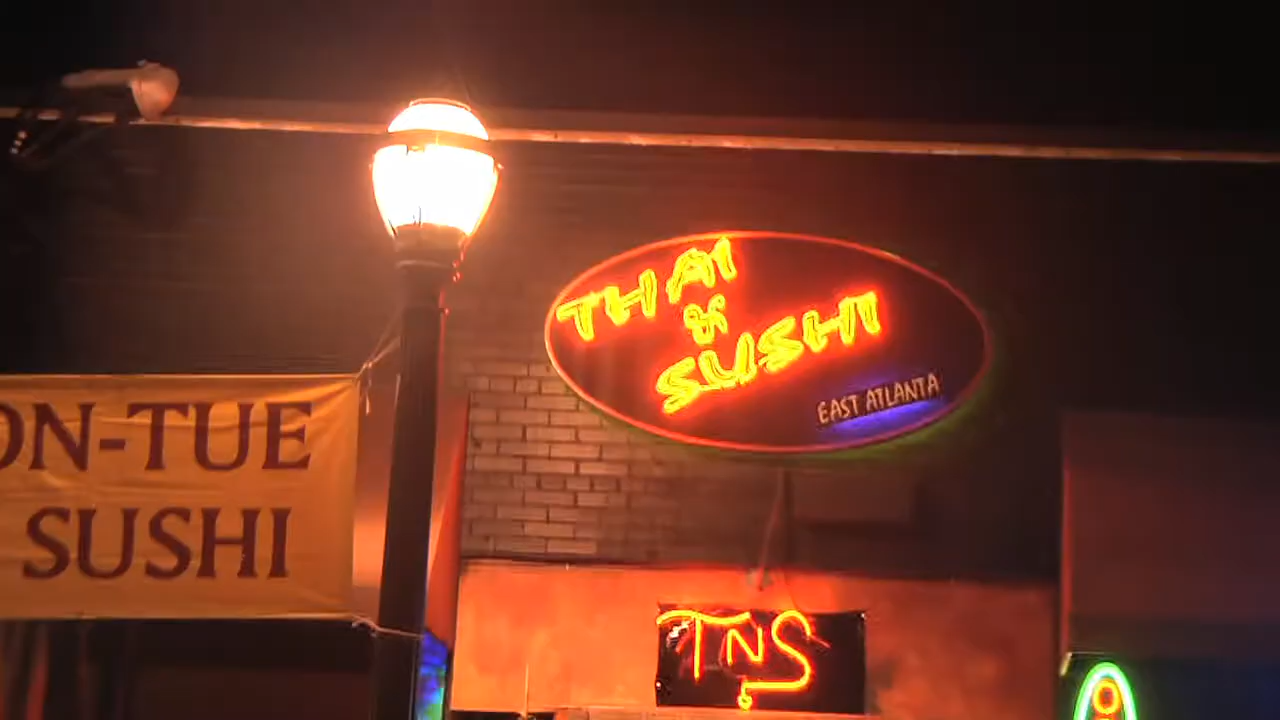 THAI
&
SUSHI
EAST ATLANTA
ON-TUE
SUSHI
TNS